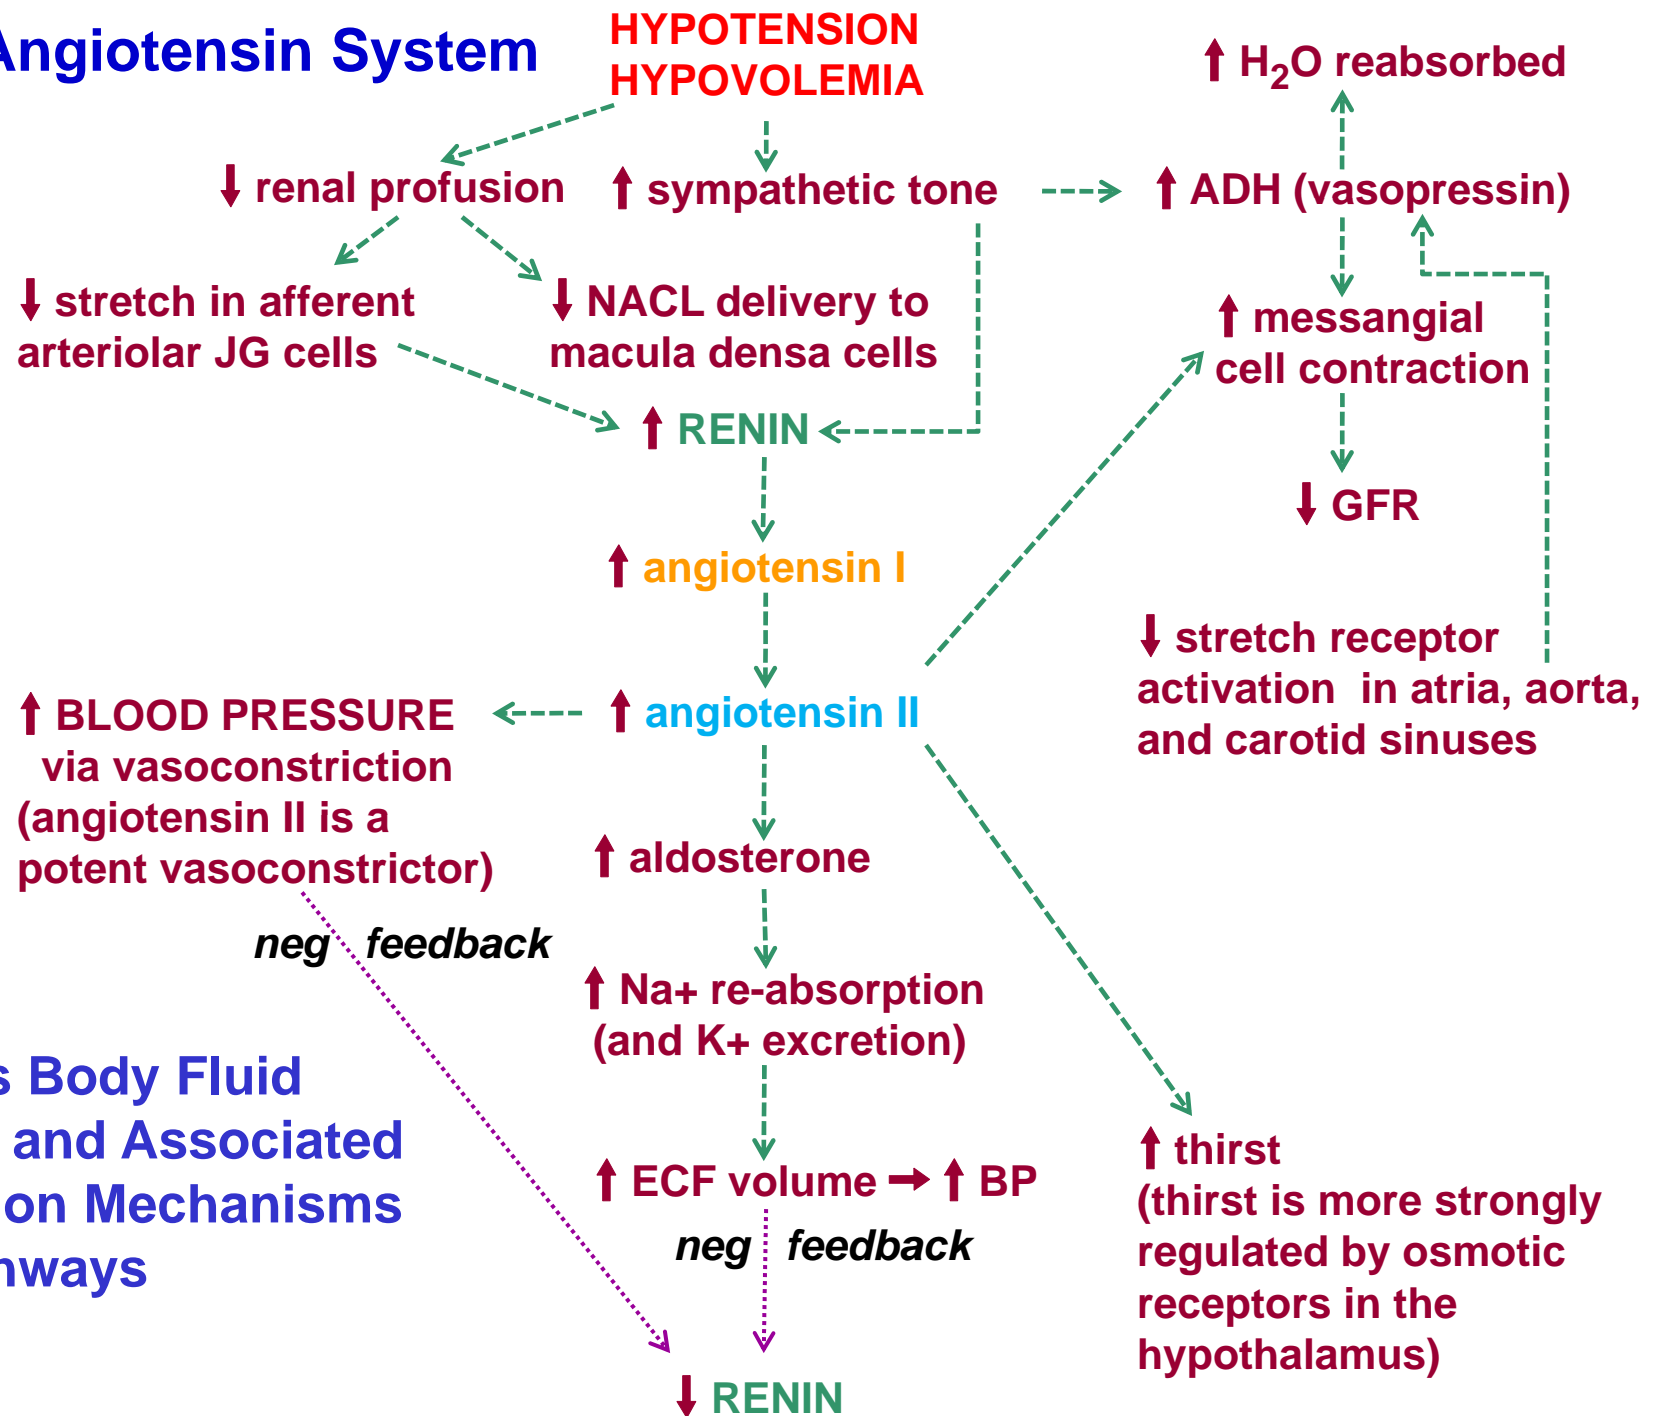 Angiotensin System
HYPOTENSION
HYPOVOLEMIA
H2O reabsorbed
renal profusion
sympathetic tone
ADH (vasopressin)
stretch in afferent
arteriolar JG cells
NACL delivery to
macula densa cells
messangial
cell contraction
RENIN
GFR
angiotensin I
stretch receptor
activation in atria, aorta,
and carotid sinuses
BLOOD PRESSURE
via vasoconstriction
(angiotensin II is a
potent vasoconstrictor)
angiotensin II
aldosterone
neg feedback
Na+ re-absorption
(and K+ excretion)
s Body Fluid
and Associated
on Mechanisms
hways
ECF volume → ↑ BP
neg feedback
thirst
(thirst is more strongly
regulated by osmotic
receptors in the
hypothalamus)
RENIN